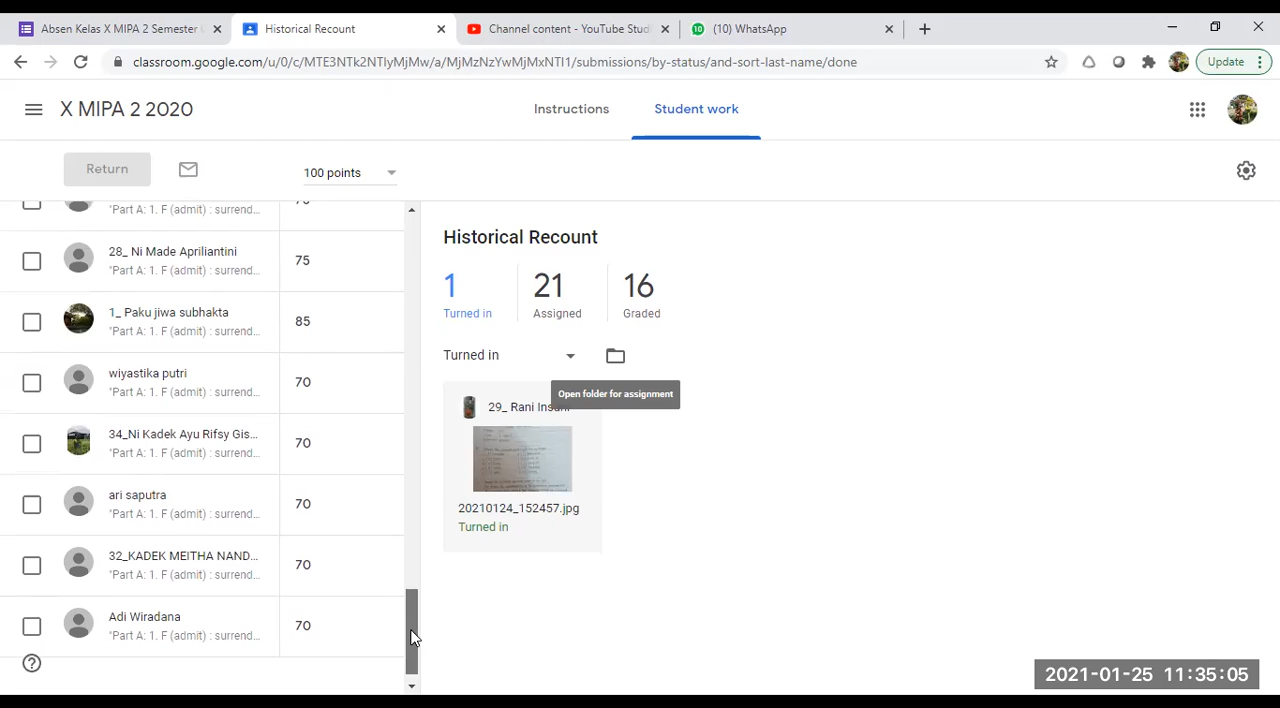 Absen Kelas X MIPA 2 Semester
Historical Recount
Channel content - YouTube Stud
10
(10) WhatsApp
classroom.google.com/u/0/c/MTE3NTk2NTIyMjMw/a/MjMzNzYwMjMxNTI1/submissions/by-status/and-sort-last-name/done
Update
X MIPA 2 2020
Instructions
Student work
Return
100 points
"Part A: 1. F (admit) : surrend...
28_ Ni Made Apriliantini
75
"Part A: 1. F (admit) : surrend...
1_ Paku jiwa subhakta
85
"Part A: 1. F (admit) : surrend...
wiyastika putri
70
"Part A: 1. F (admit) : surrend...
34_Ni Kadek Ayu Rifsy Gis...
70
"Part A: 1. F (admit) : surrend...
ari saputra
70
"Part A: 1. F (admit) : surrend...
32_KADEK MEITHA NAND...
70
"Part A: 1. F (admit) : surrend...
Adi Wiradana
70
"Part A: 1. F (admit) : surrend...
Historical Recount
1
21
16
Turned in
Assigned
Graded
Turned in
Open folder for assignment
29_ Rani
20210124_152457.jpg
Turned in
2021-01-25 11:35:05